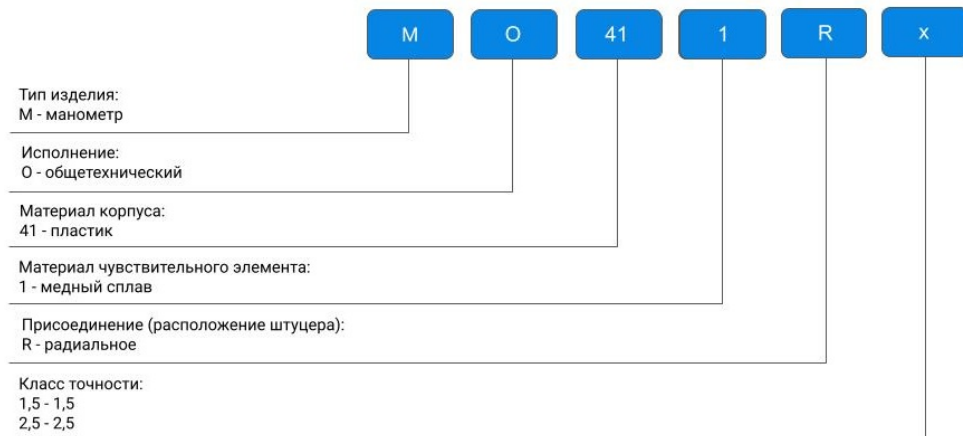 М О 41 1 R x
Тип изделия:
М - манометр
Исполнение:
О - общетехнический
Материал корпуса:
41 - пластик
Материал чувствительного элемента:
1 - медный сплав
Присоединение (расположение штуцера):
R - радиальное
Класс точности:
1,5 - 1,5
2,5 - 2,5